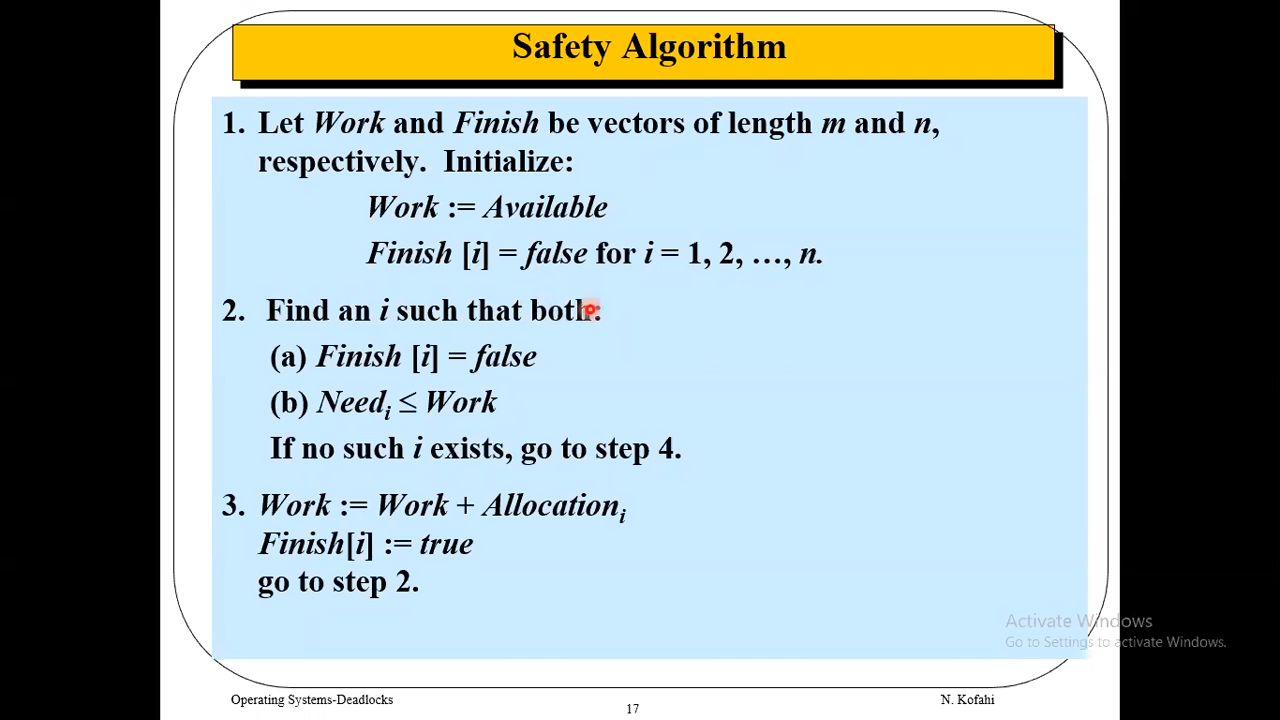 Safety Algorithm
1. Let Work and Finish be vectors of length m and n,
respectively. Initialize:
Work := Available
Finish [i] = false for i = 1, 2, …, n.
2. Find an i such that both:
(a) Finish [i] = false
(b) Needi ≤ Work
If no such i exists, go to step 4.
3. Work := Work + Allocationi
Finish[i] := true
go to step 2.
Activate Windows
Go to Settings to activate Windows.
Operating Systems-Deadlocks
17
N. Kofahi